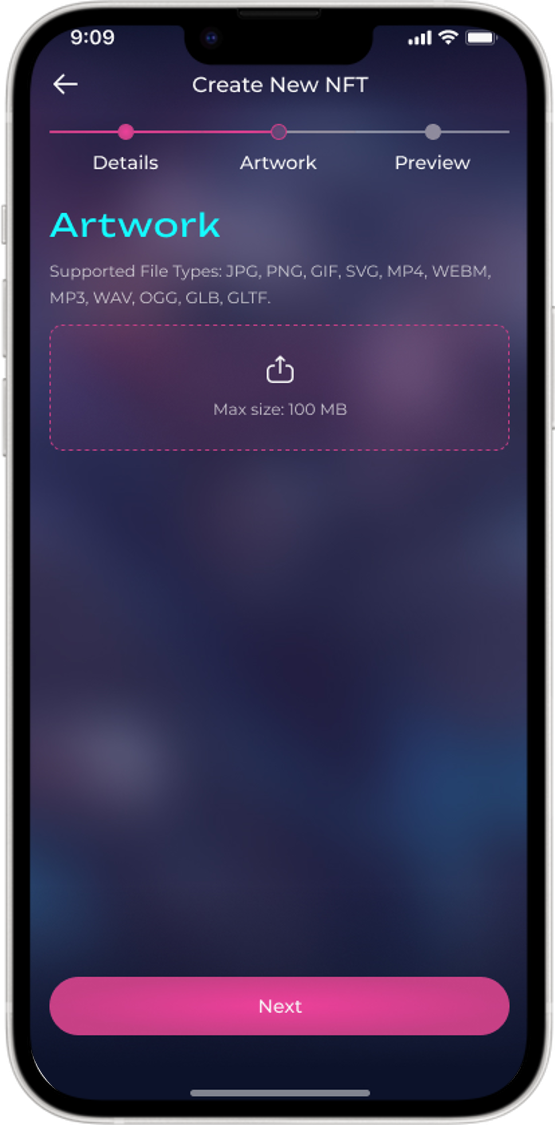 9:09
Create New NFT
Details
Artwork
Preview
Artwork
Supported File Types: JPG, PNG, GIF, SVG, MP4, WEBM,
MP3, WAV, OGG, GLB, GLTF.
Max size: 100 MB
Next